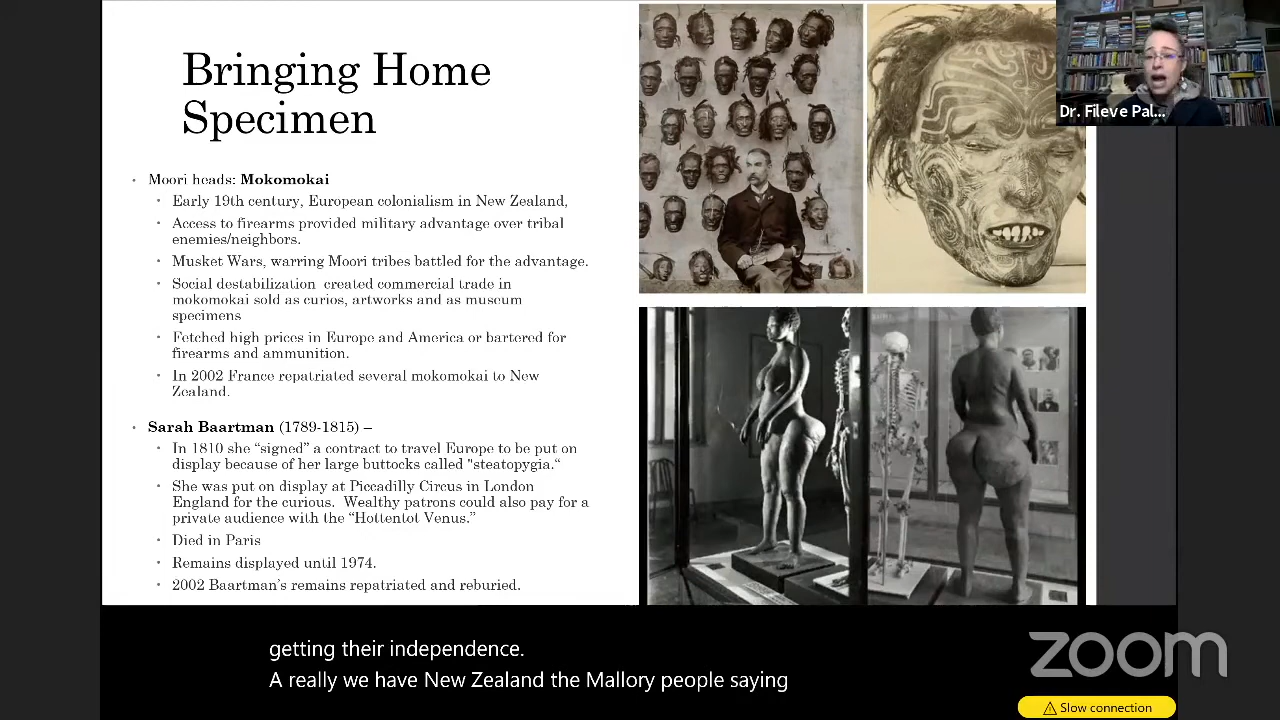 Bringing Home
Specimen
Dr. Fileve Pal...
• Moori heads: Mokomokai
• Early 19th century, European colonialism in New Zealand,
• Access to firearms provided military advantage over tribal
enemies/neighbors.
• Musket Wars, warring Moori tribes battled for the advantage.
• Social destabilization created commercial trade in
mokomokai sold as curios, artworks and as museum
specimens
• Fetched high prices in Europe and America or bartered for
firearms and ammunition.
• In 2002 France repatriated several mokomokai to New
Zealand.
• Sarah Baartman (1789-1815) –
• In 1810 she “signed” a contract to travel Europe to be put on
display because of her large buttocks called "steatopygia.“
• She was put on display at Piccadilly Circus in London
England for the curious. Wealthy patrons could also pay for a
private audience with the “Hottentot Venus.”
• Died in Paris
• Remains displayed until 1974.
• 2002 Baartman’s remains repatriated and reburied.
getting their independence.
A really we have New Zealand the Mallory people saying
zoom
Slow connection